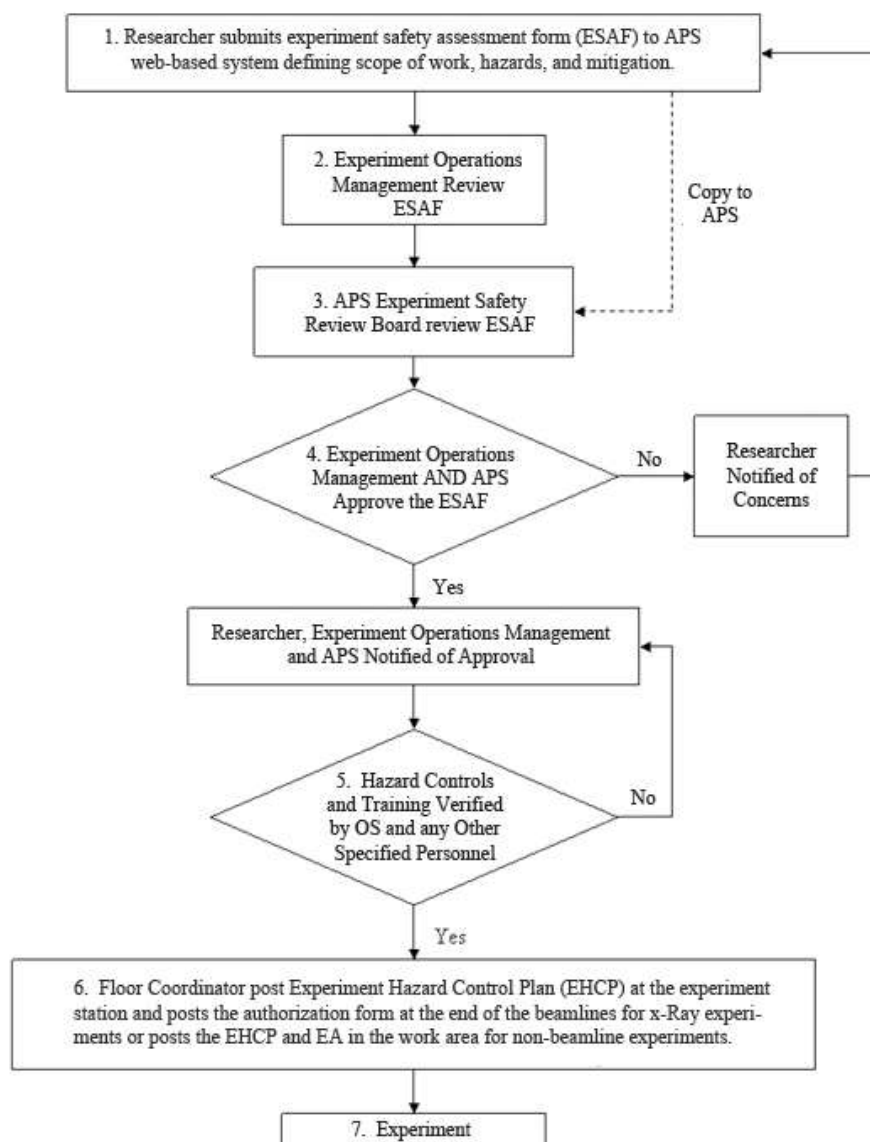 1. Researcher submits experiment safety assessment form (ESAF) to APS
web-based system defining scope of work, hazards, and mitigation.
2. Experiment Operations
Management Review
ESAF
Copy to
APS
3. APS Experiment Safety
Review Board review ESAF
4. Experiment Operations
Management AND APS
Approve the ESAF
No
Researcher
Notified of
Concerns
Yes
Researcher, Experiment Operations Management
and APS Notified of Approval
5. Hazard Controls
and Training Verified
by OS and any Other
Specified Personnel
No
Yes
6. Floor Coordinator post Experiment Hazard Control Plan (EHCP) at the experiment
station and posts the authorization form at the end of the beamlines for x-Ray experi-
ments or posts the EHCP and EA in the work area for non-beamline experiments.
7. Experiment